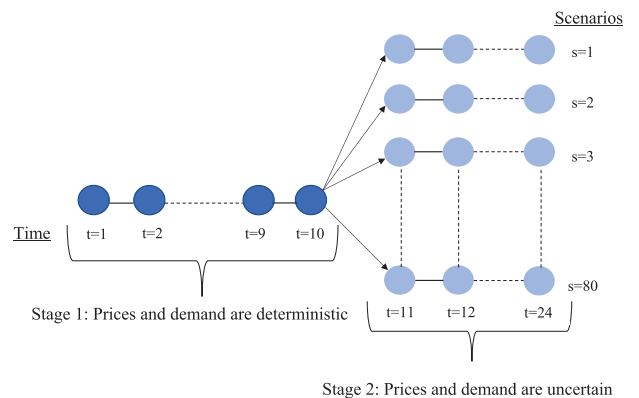 Scenarios
s=1
s=2
s=3
Time
t=1
t=2
t=9
t=10
s=80
Stage 1: Prices and demand are deterministic
t=11
t=12
t=24
Stage 2: Prices and demand are uncertain